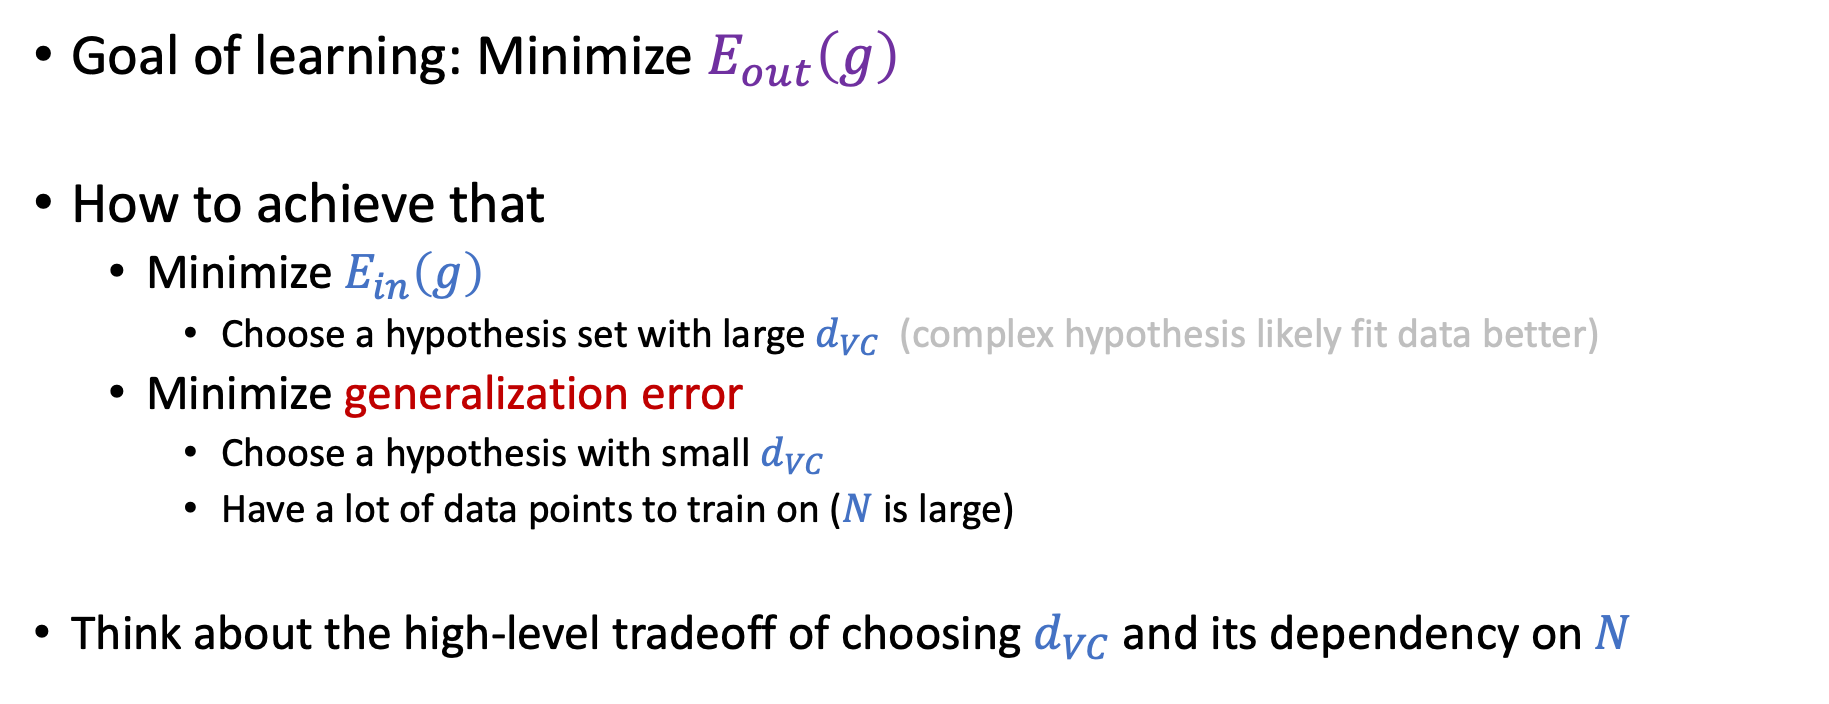 • Goal of learning: Minimize E_out(g)
• How to achieve that
• Minimize E_in(g)
• Choose a hypothesis set with large d_VC (complex hypothesis likely fit data better)
• Minimize generalization error
• Choose a hypothesis with small d_VC
• Have a lot of data points to train on (N is large)
• Think about the high-level tradeoff of choosing d_VC and its dependency on N